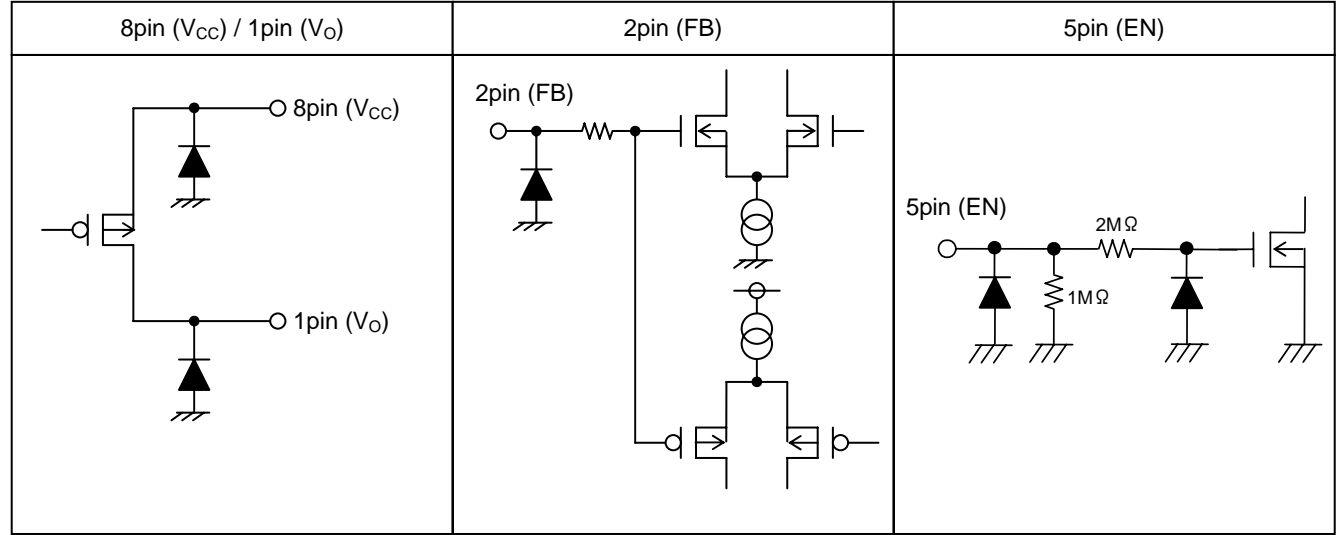 8pin (VCC) / 1pin (VO)
2pin (FB)
5pin (EN)
8pin (VCC)
1pin (VO)
2pin (FB)
5pin (EN)
2MΩ
1MΩ